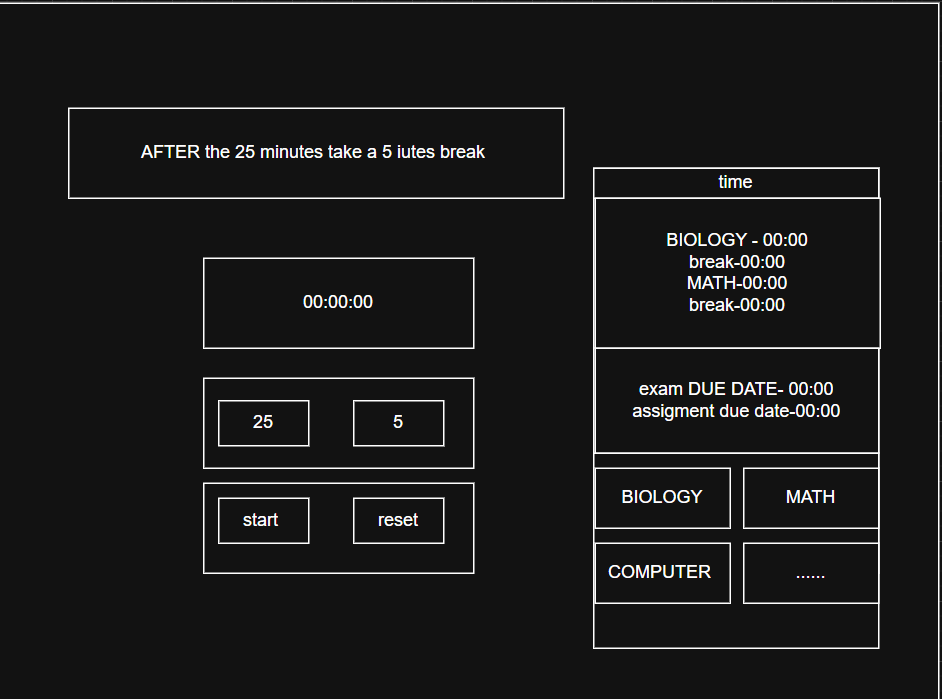 AFTER the 25 minutes take a 5 iutes break
00:00:00
25 5
start reset
time
BIOLOGY - 00:00
break-00:00
MATH-00:00
break-00:00
exam DUE DATE- 00:00
assigment due date-00:00
BIOLOGY MATH
COMPUTER ......